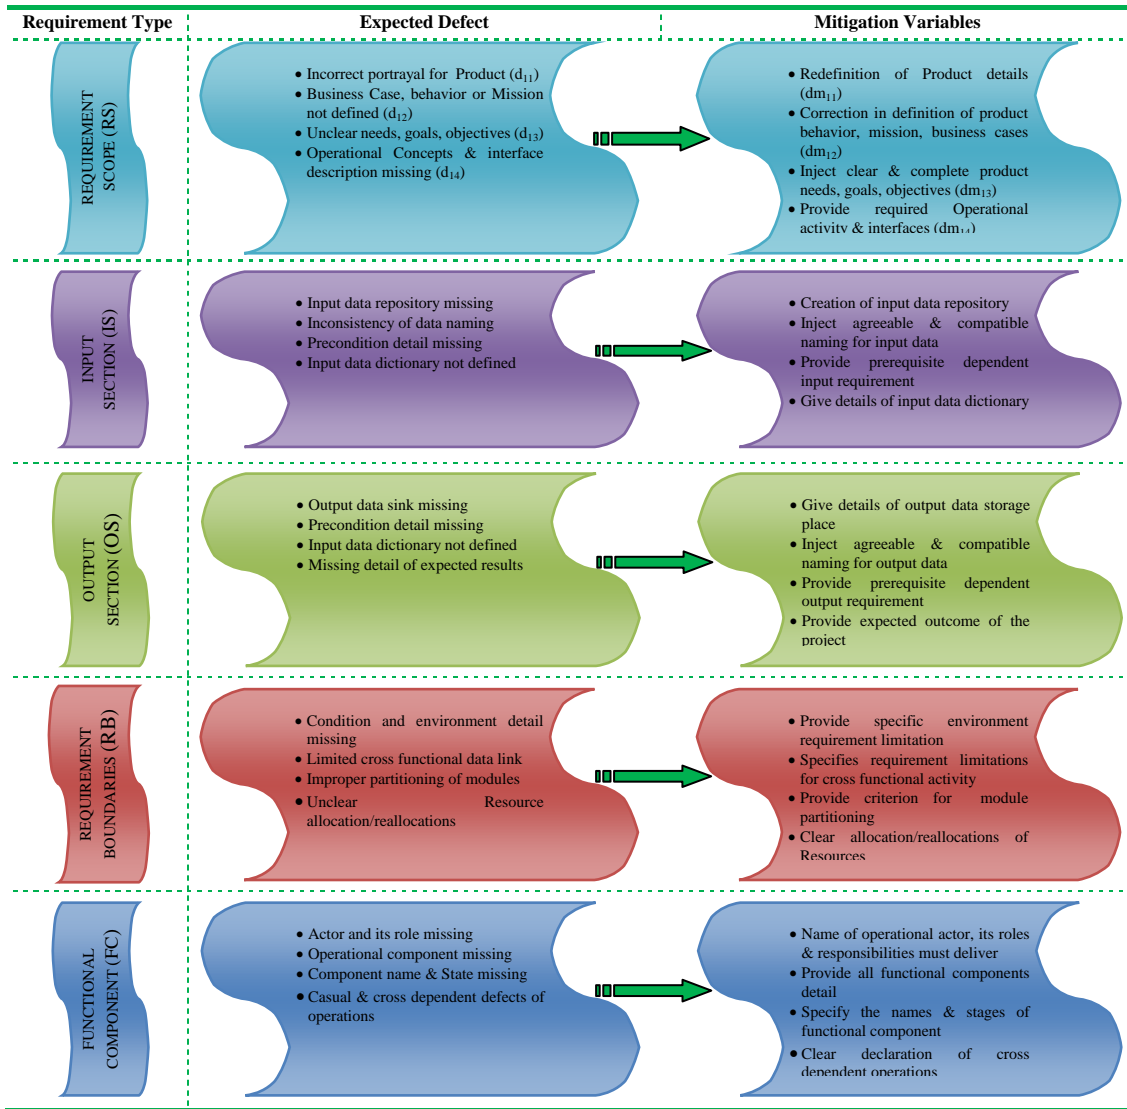 Requirement Type Expected Defect Mitigation Variables
REQUIREMENT
SCOPE (RS)
• Incorrect portrayal for Product (d11)
• Business Case, behavior or Mission
not defined (d12)
• Unclear needs, goals, objectives (d13)
• Operational Concepts & interface
description missing (d14)
• Redefinition of Product details
(dm11)
• Correction in definition of product
behavior, mission, business cases
(dm12)
• Inject clear & complete product
needs, goals, objectives (dm13)
• Provide required Operational
activity & interfaces (dm14)
INPUT
SECTION (IS)
• Input data repository missing
• Inconsistency of data naming
• Precondition detail missing
• Input data dictionary not defined
• Creation of input data repository
• Inject agreeable & compatible
naming for input data
• Provide prerequisite dependent
input requirement
• Give details of input data dictionary
OUTPUT
SECTION (OS)
• Output data sink missing
• Precondition detail missing
• Input data dictionary not defined
• Missing detail of expected results
• Give details of output data storage
place
• Inject agreeable & compatible
naming for output data
• Provide prerequisite dependent
output requirement
• Provide expected outcome of the
project
REQUIREMENT
BOUNDARIES (RB)
• Condition and environment detail
missing
• Limited cross functional data link
• Improper partitioning of modules
• Unclear Resource
allocation/reallocations
• Provide specific environment
requirement limitation
• Specifies requirement limitations
for cross functional activity
• Provide criterion for module
partitioning
• Clear allocation/reallocations of
Resources
FUNCTIONAL
COMPONENT (FC)
• Actor and its role missing
• Operational component missing
• Component name & State missing
• Casual & cross dependent defects of
operations
• Name of operational actor, its roles
& responsibilities must deliver
• Provide all functional components
detail
• Specify the names & stages of
functional component
• Clear declaration of cross
dependent operations